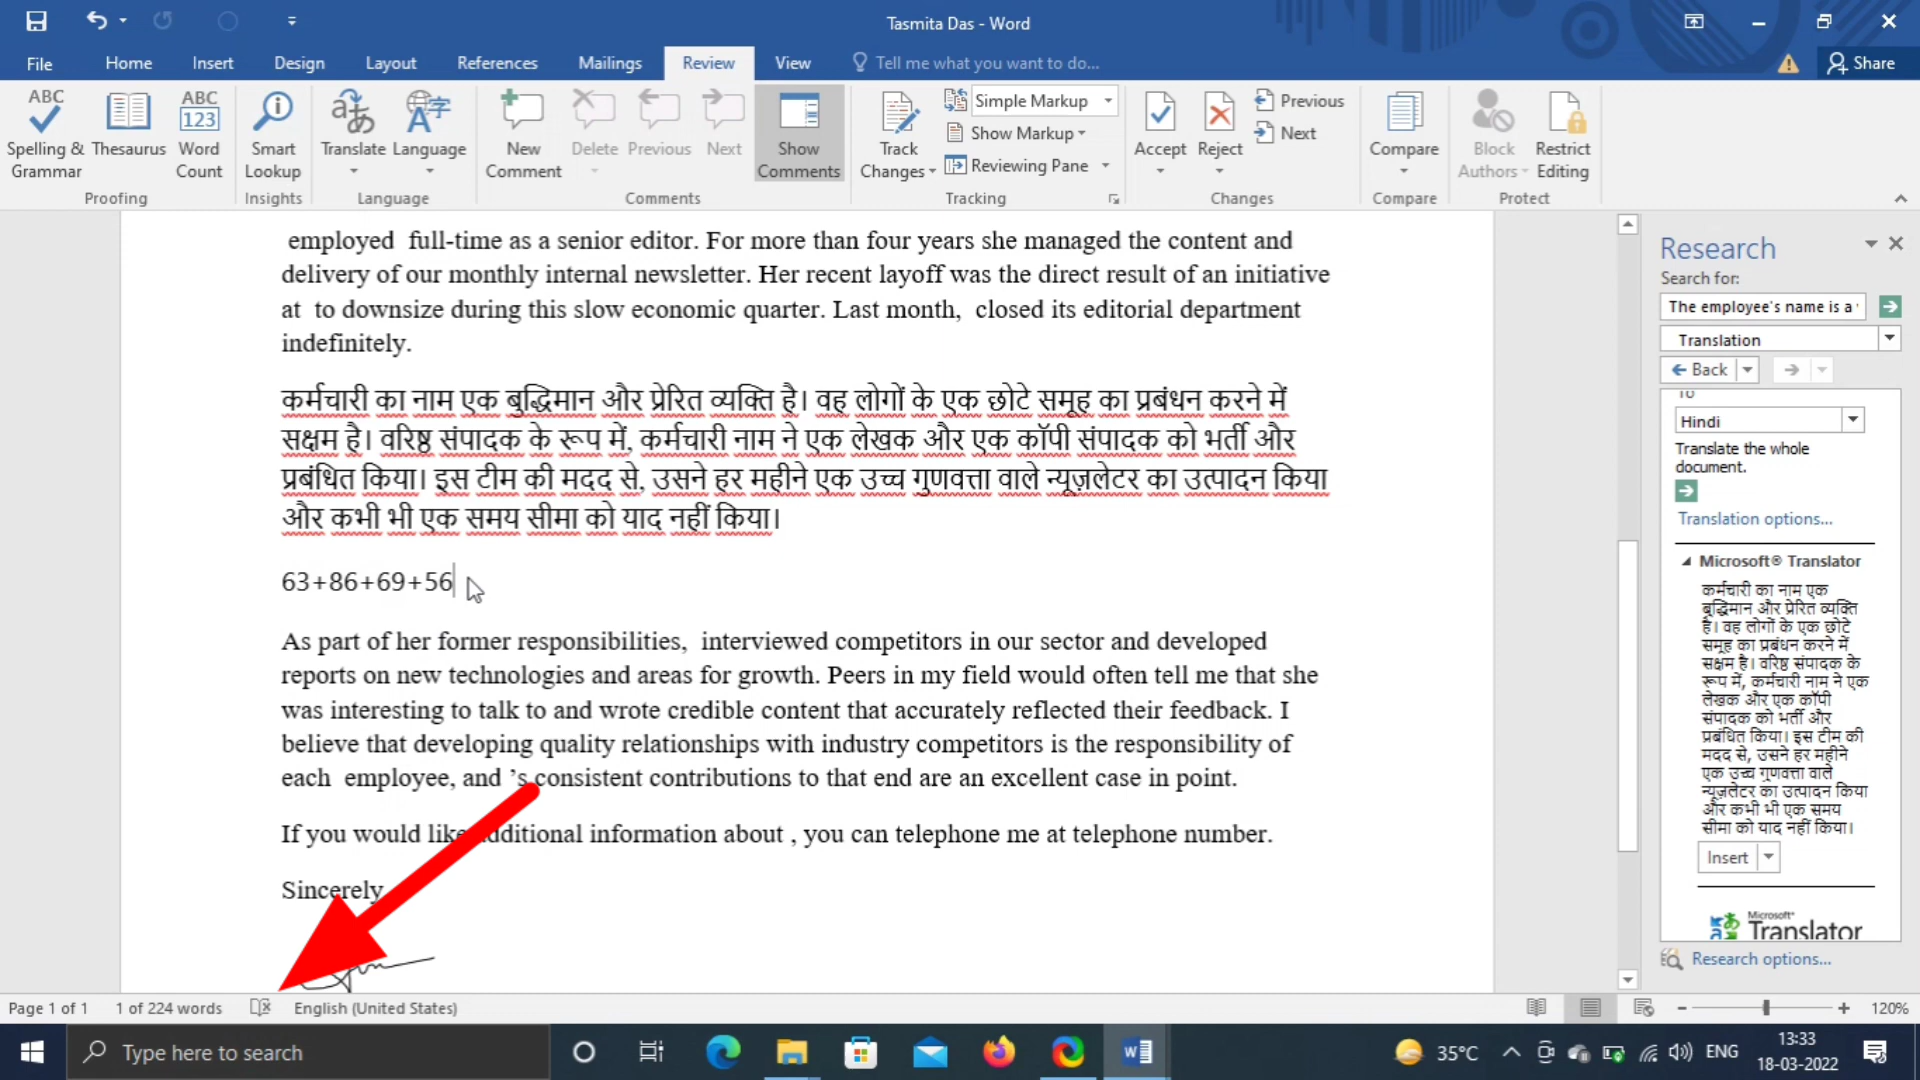 Tasmita Das - Word
File Home Insert Design Layout References Mailings Review View Tell me what you want to do... Share
ABC
Spelling & Grammar
Thesaurus
ABC
123
Word Count
Proofing
Smart Lookup
Insights
Translate
Language
Language
New Comment
Delete
Previous
Next
Show Comments
Comments
Track Changes
Simple Markup
Show Markup
Reviewing Pane
Tracking
Accept
Reject
Previous
Next
Changes
Compare
Compare
Block Authors
Restrict Editing
Protect
employed full-time as a senior editor. For more than four years she managed the content and
delivery of our monthly internal newsletter. Her recent layoff was the direct result of an initiative
at to downsize during this slow economic quarter. Last month, closed its editorial department
indefinitely.
कर्मचारी का नाम एक बुद्धिमान और प्रेरित व्यक्ति है। वह लोगों के एक छोटे समूह का प्रबंधन करने में
सक्षम है। वरिष्ठ संपादक के रूप में, कर्मचारी नाम ने एक लेखक और एक कॉपी संपादक को भर्ती और
प्रबंधित किया। इस टीम की मदद से, उसने हर महीने एक उच्च गुणवत्ता वाले न्यूज़लेटर का उत्पादन किया
और कभी भी एक समय सीमा को याद नहीं किया।
63+86+69+56
As part of her former responsibilities, interviewed competitors in our sector and developed
reports on new technologies and areas for growth. Peers in my field would often tell me that she
was interesting to talk to and wrote credible content that accurately reflected their feedback. I
believe that developing quality relationships with industry competitors is the responsibility of
each employee, and ’s consistent contributions to that end are an excellent case in point.
If you would like additional information about , you can telephone me at telephone number.
Sincerely
Research
Search for:
The employee's name is a
Translation
Back
To
Hindi
Translate the whole
document.
Translation options...
Microsoft® Translator
कर्मचारी का नाम एक
बुद्धिमान और प्रेरित व्यक्ति
है। वह लोगों के एक छोटे
समूह का प्रबंधन करने में
सक्षम है। वरिष्ठ संपादक के
रूप में, कर्मचारी नाम ने एक
लेखक और एक कॉपी
संपादक को भर्ती और
प्रबंधित किया। इस टीम की
मदद से, उसने हर महीने
एक उच्च गुणवत्ता वाले
न्यूज़लेटर का उत्पादन किया
और कभी भी एक समय
सीमा को याद नहीं किया।
Insert
Microsoft®
Translator
Research options...
Page 1 of 1 1 of 224 words English (United States) 120%
Type here to search 35°C ENG 13:33
18-03-2022